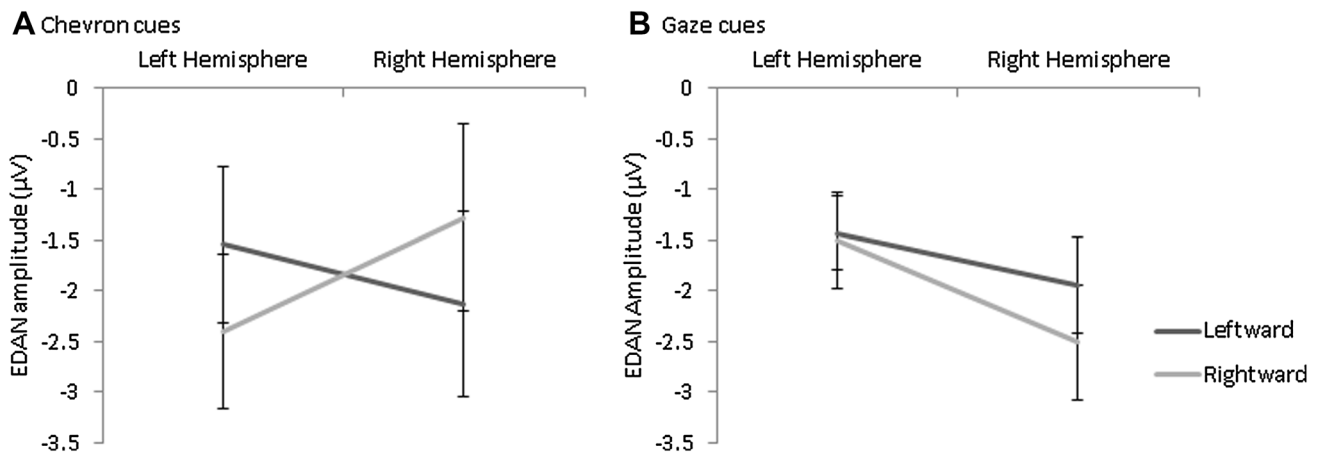 A Chevron cues
Left Hemisphere Right Hemisphere
0
-0.5
-1
-1.5
-2
-2.5
-3
-3.5
EDAN amplitude (μV)
B Gaze cues
Left Hemisphere Right Hemisphere
0
-0.5
-1
-1.5
-2
-2.5
-3
-3.5
EDAN Amplitude (μV)
Leftward
Rightward